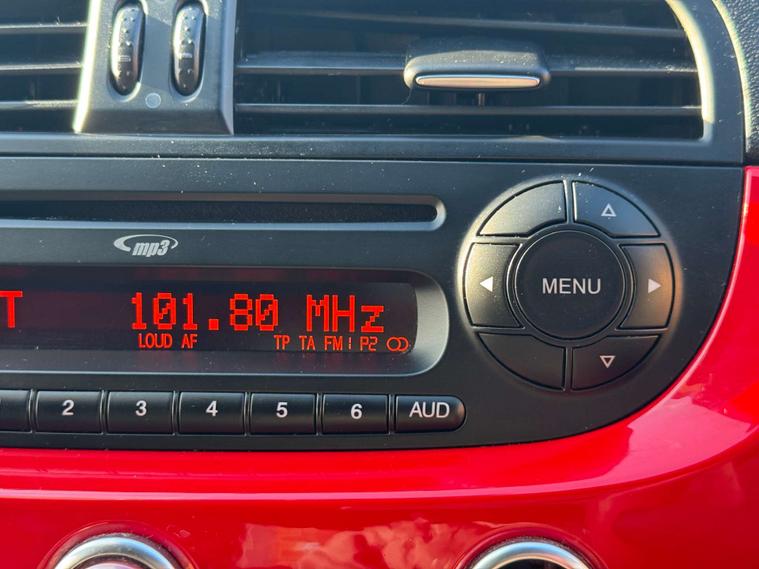 mp3
T 101.80 MHz
LOUD AF TP TA FM1 P2
2 3 4 5 6 AUD
MENU